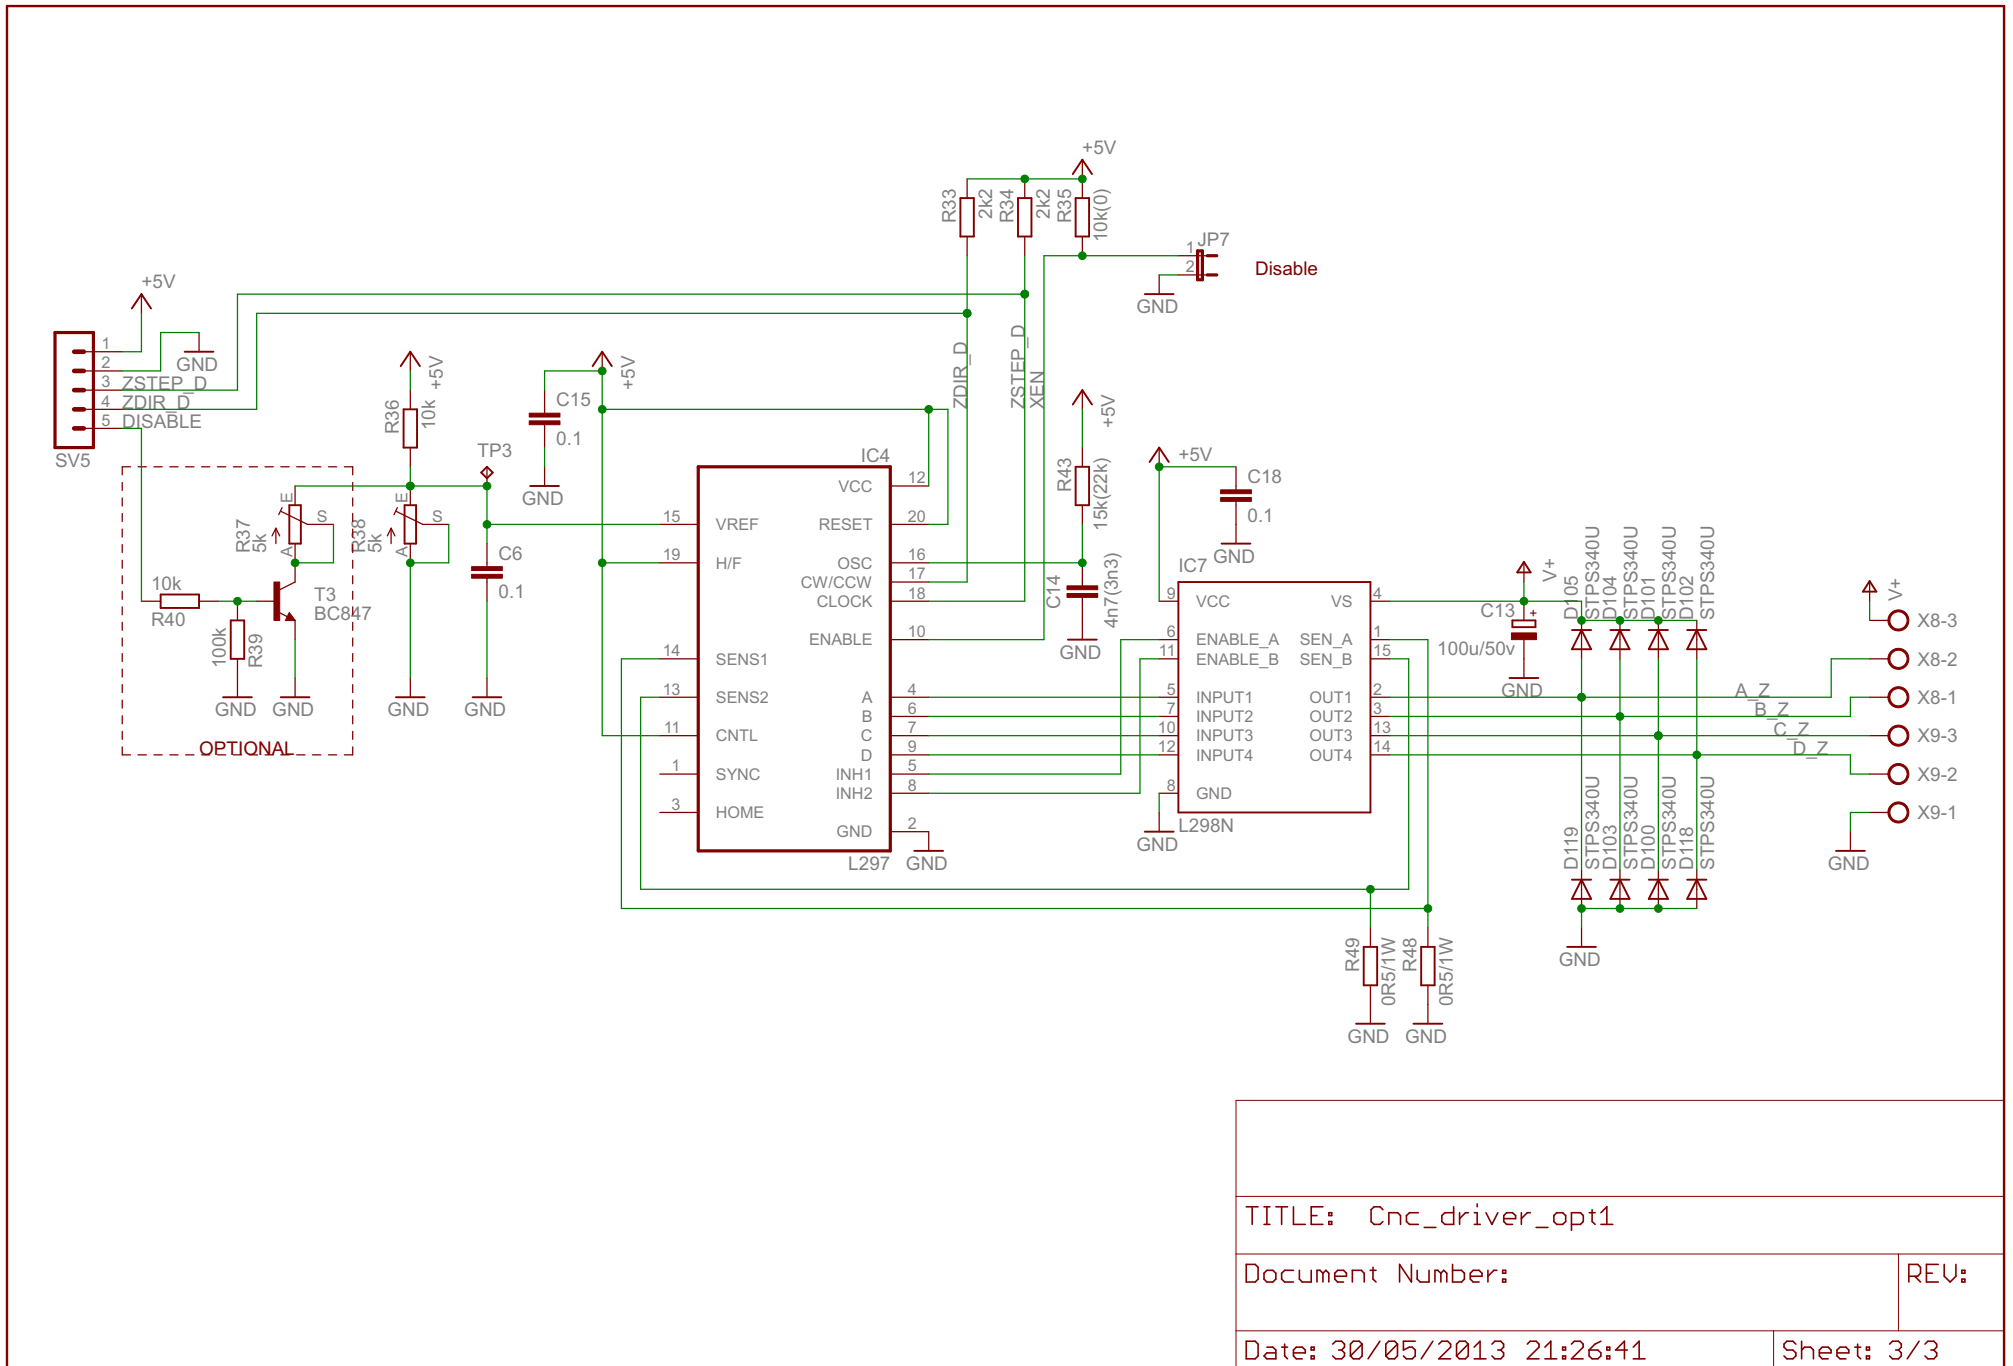 +5V
R33
2k2
R34
2k2
R35
10k(0)
1
2
JP7
Disable
GND
+5V
GND
1
2
3
4
5
ZSTEP_D
ZDIR_D
DISABLE
SV5
+5V
R36
10k
TP3
+5V
C15
0.1
GND
ZDIR_D
ZSTEP_D
XEN
+5V
R43
15k(22k)
C14
4n7(3n3)
GND
R37
5k
E
S
A
R38
5k
E
S
A
C6
0.1
10k
R40
100k
R39
T3
BC847
GND
GND
GND
GND
OPTIONAL
IC4
15
VREF
19
H/F
14
SENS1
13
SENS2
11
CNTL
1
SYNC
3
HOME
VCC
12
RESET
20
OSC
16
CW/CCW
17
CLOCK
18
ENABLE
10
A
4
B
6
C
7
D
9
INH1
5
INH2
8
GND
2
L297
GND
+5V
C18
0.1
GND
IC7
9
VCC
6
ENABLE_A
11
ENABLE_B
5
INPUT1
7
INPUT2
10
INPUT3
12
INPUT4
8
GND
VS
4
SEN_A
1
SEN_B
15
OUT1
2
OUT2
3
OUT3
13
OUT4
14
L298N
GND
V+
C13
+
100u/50v
GND
D105
STPS340U
D104
STPS340U
D101
STPS340U
D102
STPS340U
A_Z
B_Z
C_Z
D_Z
D119
STPS340U
D103
STPS340U
D100
STPS340U
D118
STPS340U
GND
V+
X8-3
X8-2
X8-1
X9-3
X9-2
X9-1
GND
R49
0R5/1W
R48
0R5/1W
GND
GND
TITLE: Cnc_driver_opt1
Document Number:
REV:
Date: 30/05/2013 21:26:41
Sheet: 3/3